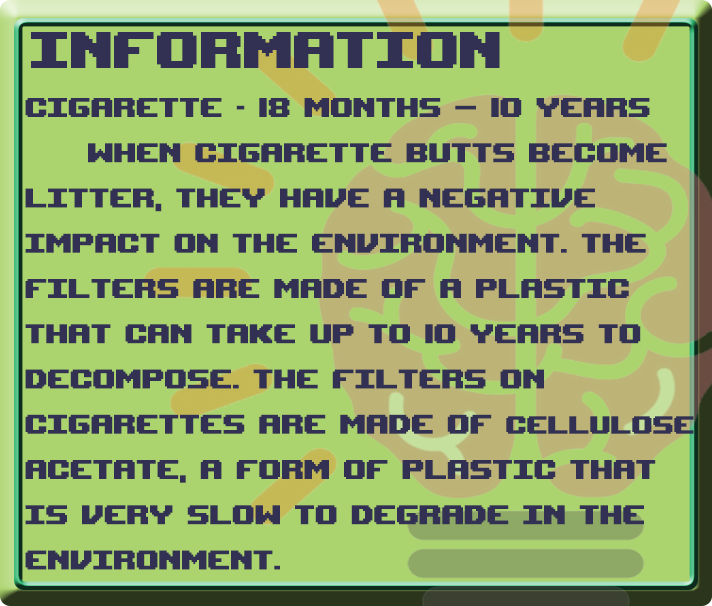 INFORMATION
CIGARETTE - 18 MONTHS – 10 YEARS
WHEN CIGARETTE BUTTS BECOME
LITTER, THEY HAVE A NEGATIVE
IMPACT ON THE ENVIRONMENT. THE
FILTERS ARE MADE OF A PLASTIC
THAT CAN TAKE UP TO 10 YEARS TO
DECOMPOSE. THE FILTERS ON
CIGARETTES ARE MADE OF CELLULOSE
ACETATE, A FORM OF PLASTIC THAT
IS VERY SLOW TO DEGRADE IN THE
ENVIRONMENT.